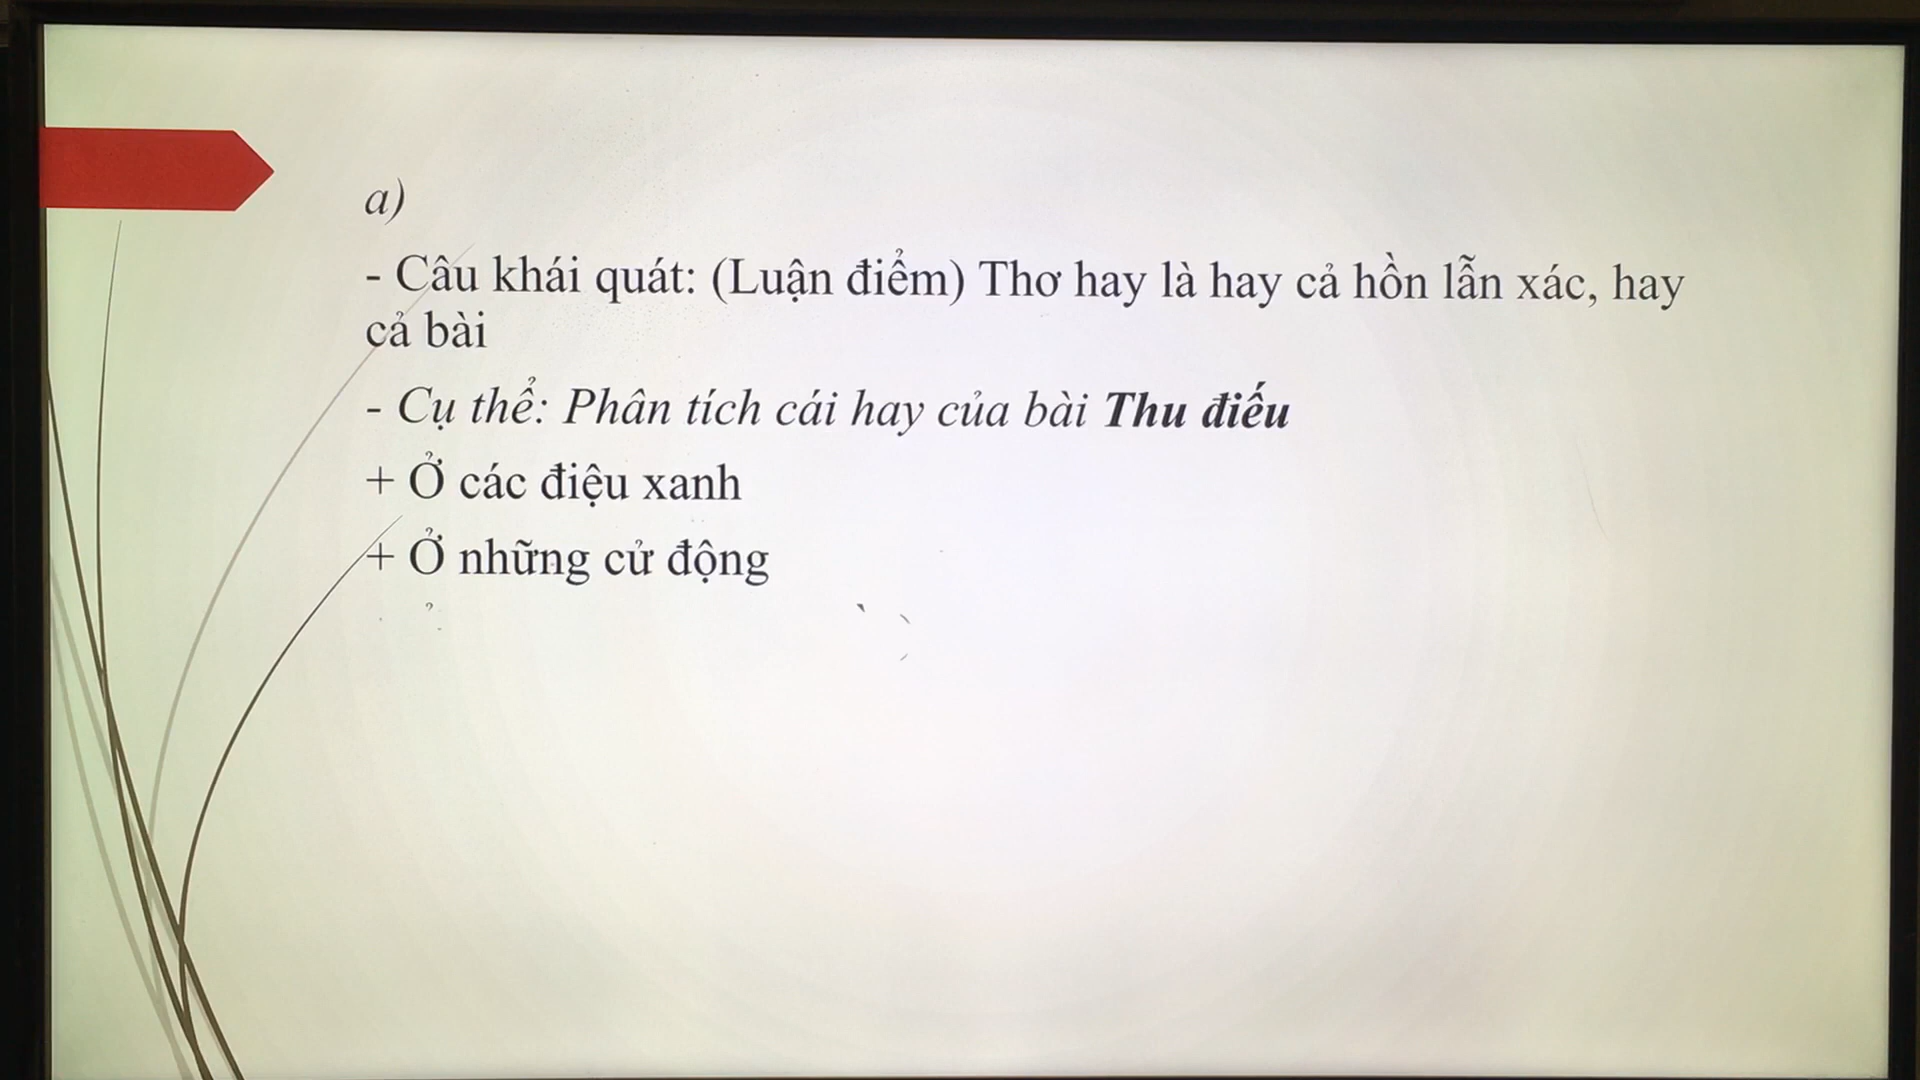 a)
- Câu khái quát: (Luận điểm) Thơ hay là hay cả hồn lẫn xác, hay
cả bài
- Cụ thể: Phân tích cái hay của bài Thu điếu
+ Ở các điệu xanh
+ Ở những cử động